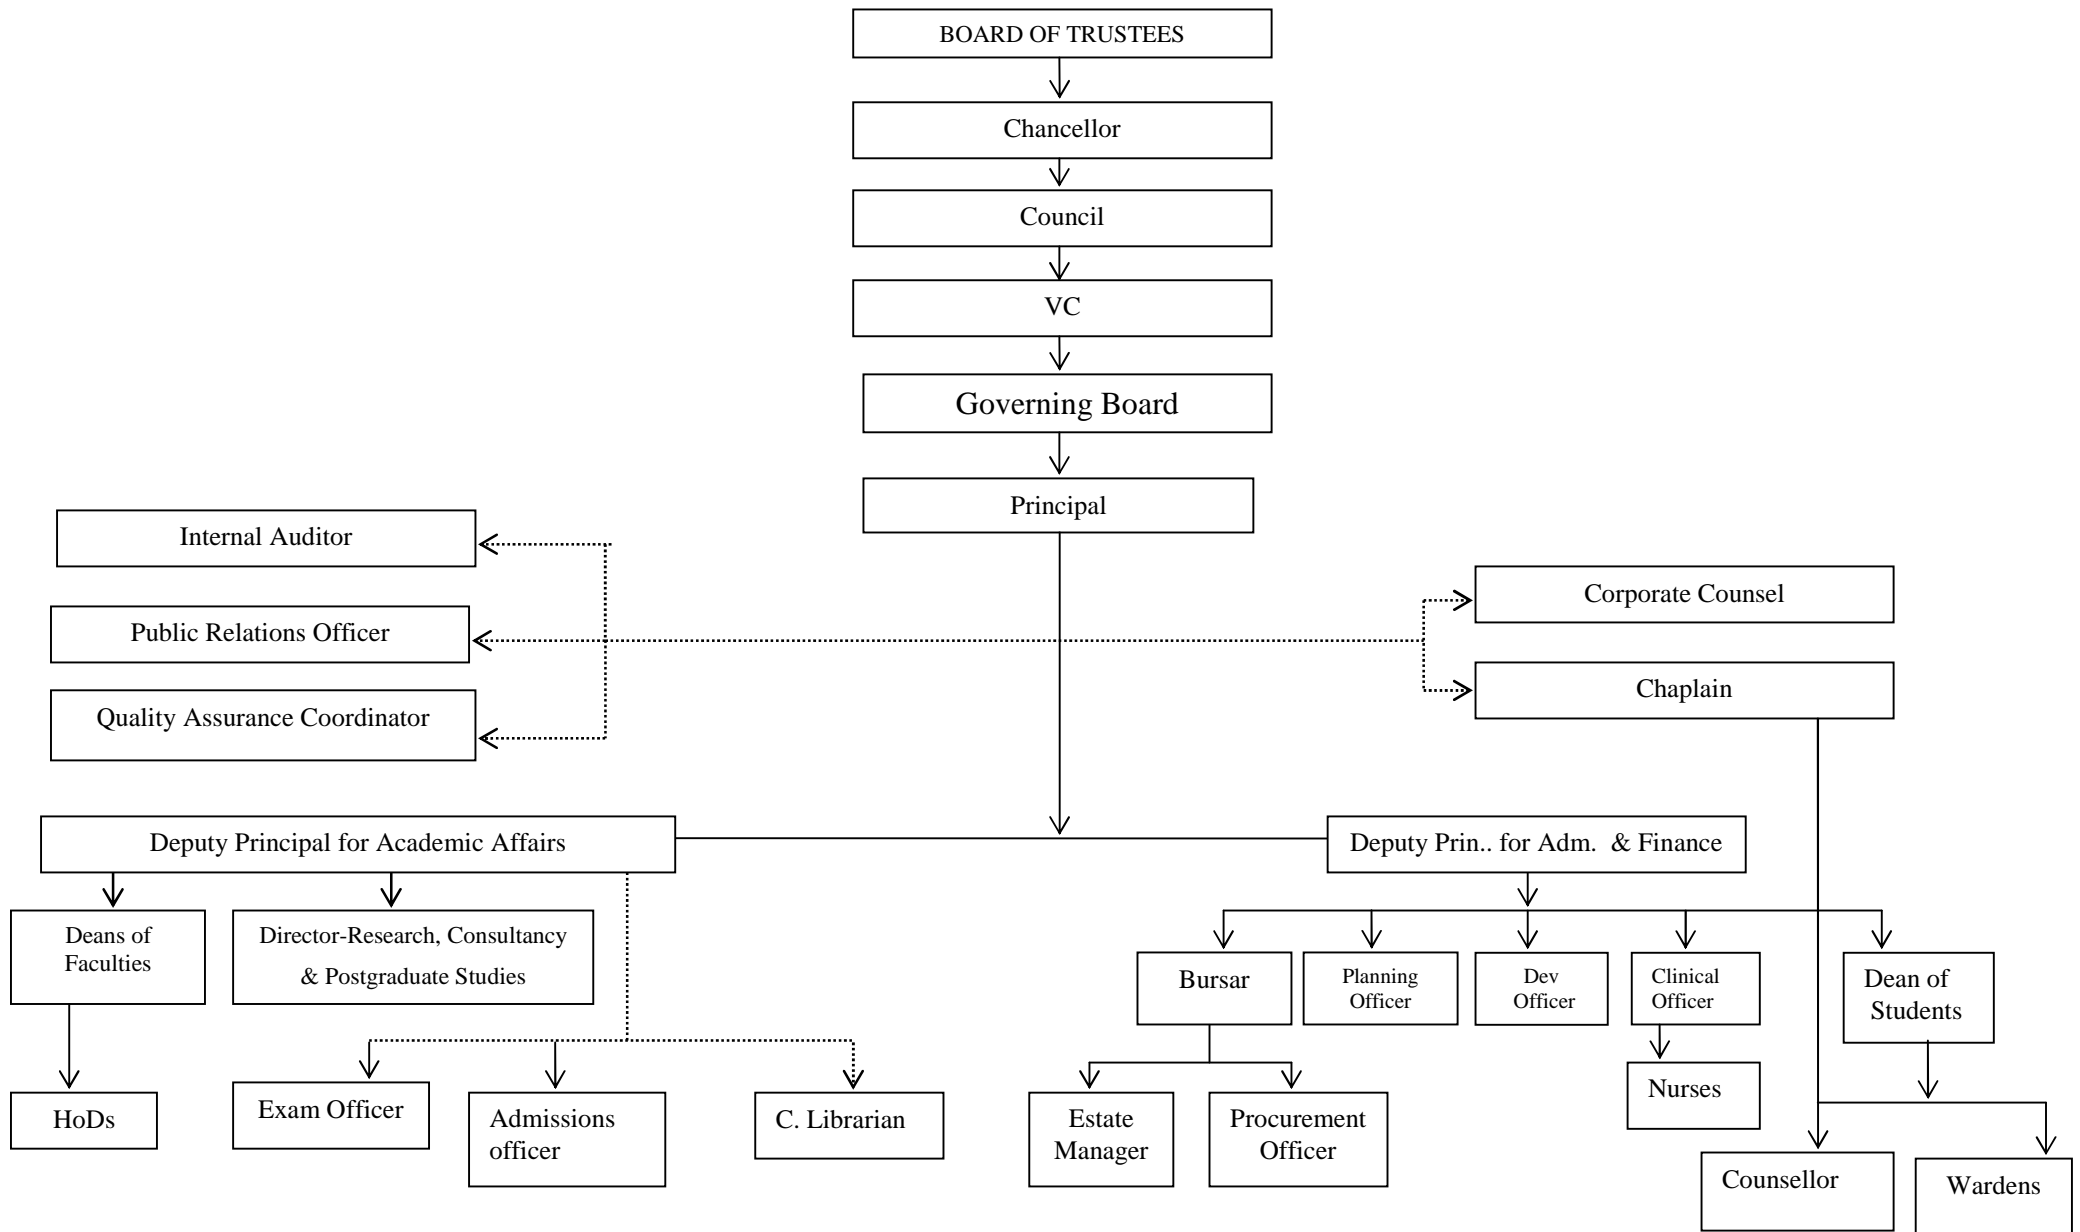 BOARD OF TRUSTEES
Chancellor
Council
VC
Governing Board
Principal
Internal Auditor
Public Relations Officer
Quality Assurance Coordinator
Corporate Counsel
Chaplain
Deputy Principal for Academic Affairs
Deputy Prin.. for Adm. & Finance
Deans of
Faculties
Director-Research, Consultancy
& Postgraduate Studies
Bursar
Planning
Officer
Dev
Officer
Clinical
Officer
Dean of
Students
HoDs
Exam Officer
Admissions
officer
C. Librarian
Estate
Manager
Procurement
Officer
Nurses
Counsellor
Wardens